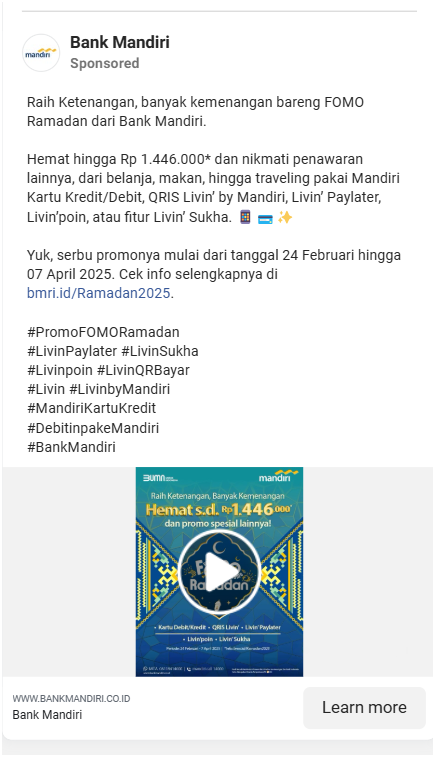 mandiri
Bank Mandiri
Sponsored
Raih Ketenangan, banyak kemenangan bareng FOMO
Ramadan dari Bank Mandiri.
Hemat hingga Rp 1.446.000* dan nikmati penawaran
lainnya, dari belanja, makan, hingga traveling pakai Mandiri
Kartu Kredit/Debit, QRIS Livin' by Mandiri, Livin' Paylater,
Livin'poin, atau fitur Livin' Sukha.
Yuk, serbu promonya mulai dari tanggal 24 Februari hingga
07 April 2025. Cek info selengkapnya di
bmri.id/Ramadan2025.
#PromoFOMORamadan
#LivinPaylater #LivinSukha
#Livinpoin #LivinQRBayar
#Livin #LivinbyMandiri
#MandiriKartuKredit
#DebitinpakeMandiri
#BankMandiri
BUMN mandiri
Raih Ketenangan, Banyak Kemenangan
Hemat s.d. Rp1.446.000*
dan promo spesial lainnya!
FOMO
Ramadan
• Kartu Debit/Kredit • QRIS Livin' • Livin' Paylater
• Livin'poin • Livin' Sukha
Periode 24 Februari - 7 April 2025
WWW.BANKMANDIRI.CO.ID
Bank Mandiri
Learn more